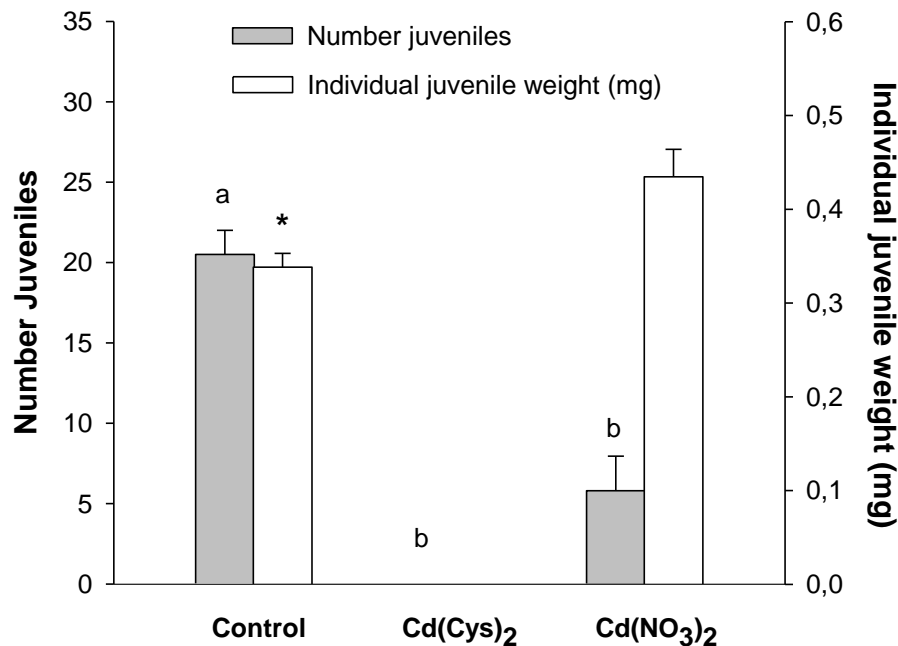 35
30
25
20
15
10
5
0
Number Juveniles
Number juveniles
Individual juvenile weight (mg)
a
*
b
b
0,6
0,5
0,4
0,3
0,2
0,1
0,0
Individual juvenile weight (mg)
Control Cd(Cys)₂ Cd(NO₃)₂